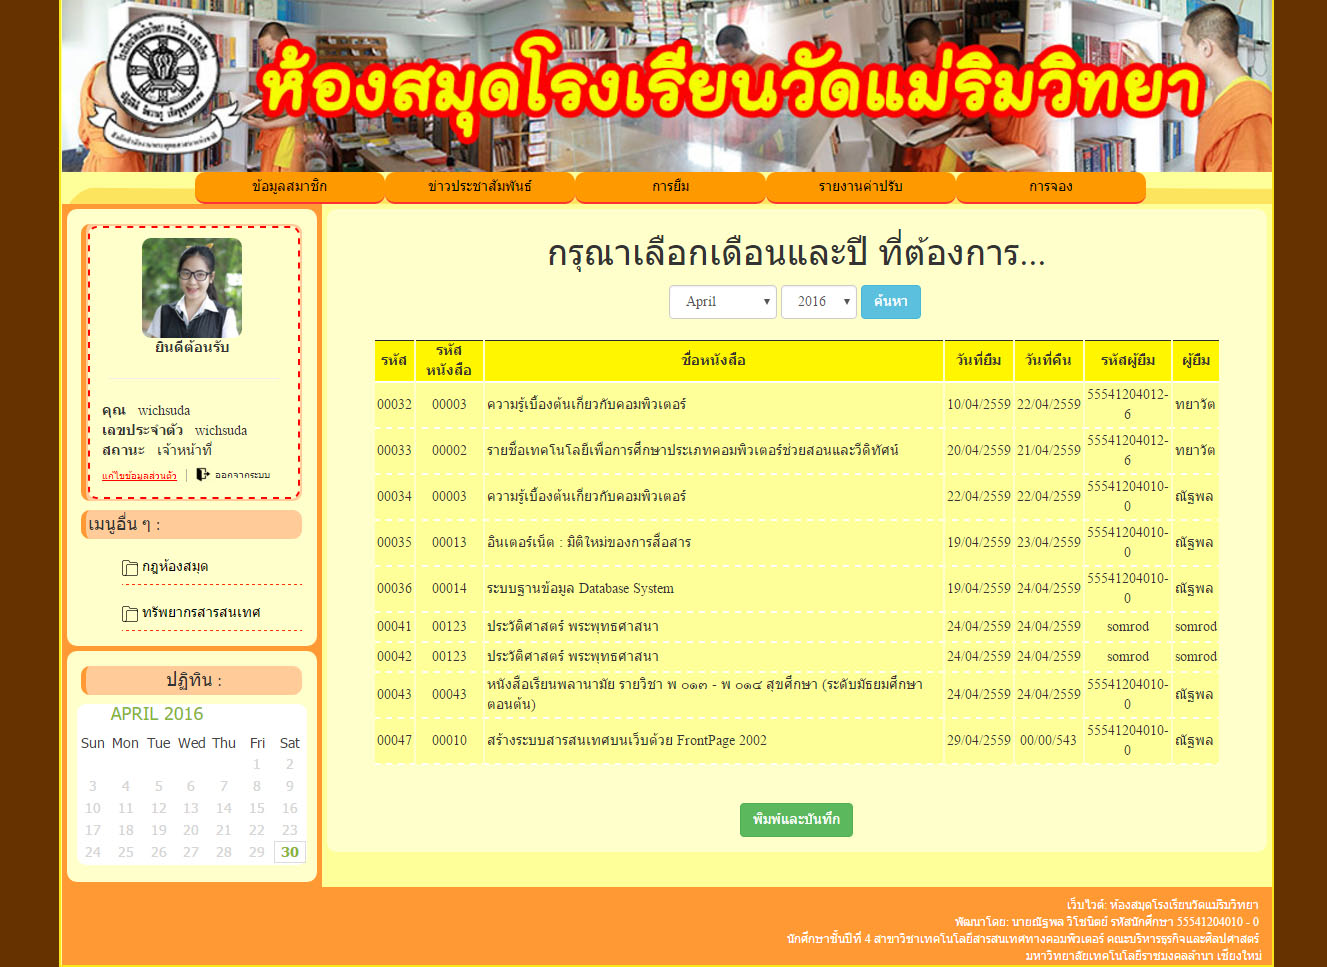 ห้องสมุดโรงเรียนวัดแม่ริมวิทยา
ข้อมูลสมาชิก ข่าวประชาสัมพันธ์ การยืม รายงานค่าปรับ การจอง
ยินดีต้อนรับ
คุณ wichsuda
เลขประจำตัว wichsuda
สถานะ เจ้าหน้าที่
แก้ไขข้อมูลส่วนตัว | ออกจากระบบ
เมนูอื่น ๆ :
กฎห้องสมุด
ทรัพยากรสารสนเทศ
ปฏิทิน :
APRIL 2016
Sun Mon Tue Wed Thu Fri Sat
1 2
3 4 5 6 7 8 9
10 11 12 13 14 15 16
17 18 19 20 21 22 23
24 25 26 27 28 29 30
กรุณาเลือกเดือนและปี ที่ต้องการ...
April 2016 ค้นหา
รหัส รหัสหนังสือ ชื่อหนังสือ วันที่ยืม วันที่คืน รหัสผู้ยืม ผู้ยืม
00032 00003 ความรู้เบื้องต้นเกี่ยวกับคอมพิวเตอร์ 10/04/2559 22/04/2559 55541204012-6 ทยาวัต
00033 00002 รายชื่อเทคโนโลยีเพื่อการศึกษาประเภทคอมพิวเตอร์ช่วยสอนและวีดิทัศน์ 20/04/2559 21/04/2559 55541204012-6 ทยาวัต
00034 00003 ความรู้เบื้องต้นเกี่ยวกับคอมพิวเตอร์ 22/04/2559 22/04/2559 55541204010-0 ณัฐพล
00035 00013 อินเตอร์เน็ต : มิติใหม่ของการสื่อสาร 19/04/2559 23/04/2559 55541204010-0 ณัฐพล
00036 00014 ระบบฐานข้อมูล Database System 19/04/2559 24/04/2559 55541204010-0 ณัฐพล
00041 00123 ประวัติศาสตร์ พระพุทธศาสนา 24/04/2559 24/04/2559 somrod somrod
00042 00123 ประวัติศาสตร์ พระพุทธศาสนา 24/04/2559 24/04/2559 somrod somrod
00043 00043 หนังสือเรียนพลานามัย รายวิชา พ ๐๑๓ - พ ๐๑๔ สุขศึกษา (ระดับมัธยมศึกษาตอนต้น) 24/04/2559 24/04/2559 55541204010-0 ณัฐพล
00047 00010 สร้างระบบสารสนเทศบนเว็บด้วย FrontPage 2002 29/04/2559 00/00/543 55541204010-0 ณัฐพล
พิมพ์และบันทึก
เว็บไวต์: ห้องสมุดโรงเรียนวัดแม่ริมวิทยา
พัฒนาโดย: นายณัฐพล วิโชนิตย์ รหัสนักศึกษา 55541204010 - 0
นักศึกษาชั้นปีที่ 4 สาขาวิชาเทคโนโลยีสารสนเทศทางคอมพิวเตอร์ คณะบริหารธุรกิจและศิลปศาสตร์
มหาวิทยาลัยเทคโนโลยีราชมงคลล้านา เชียงใหม่